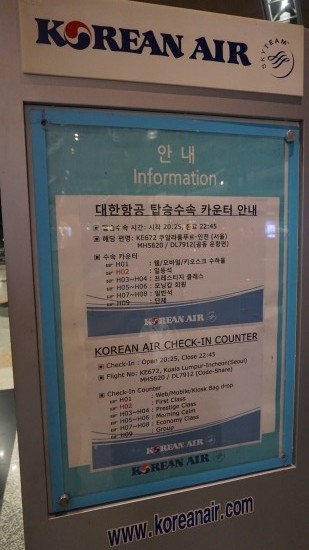 KOREAN AIR
SKYTEAM
안 내
Information
대한항공 탑승수속 카운터 안내
탑승수속 시간: 시작 20:25, 종료 22:45
해당 편명: KE672 쿠알라룸푸르-인천 (서울)
MH5620 / DL7912(공동 운항편)
수속 카운터
H01 : 웹/모바일/키오스크 수하물
H02 : 일등석
H03~H04 : 프레스티지 클래스
H05~H06 : 모닝캄 회원
H07~H08 : 일반석
H09 : 단체
KOREAN AIR
KOREAN AIR CHECK-IN COUNTER
Check-In : Open 20:25, Close 22:45
Flight No: KE672, Kuala Lumpur-Incheon(Seoul)
MH5620 / DL7912 (Code-Share)
Check-In Counter
H01 : Web/Mobile/Kiosk Bag drop
H02 : First Class
H03~H04 : Prestige Class
H05~H06 : Morning Calm
H07~H08 : Economy Class
H09 : Group
KOREAN AIR
KOREAN AIR
www.koreanair.com